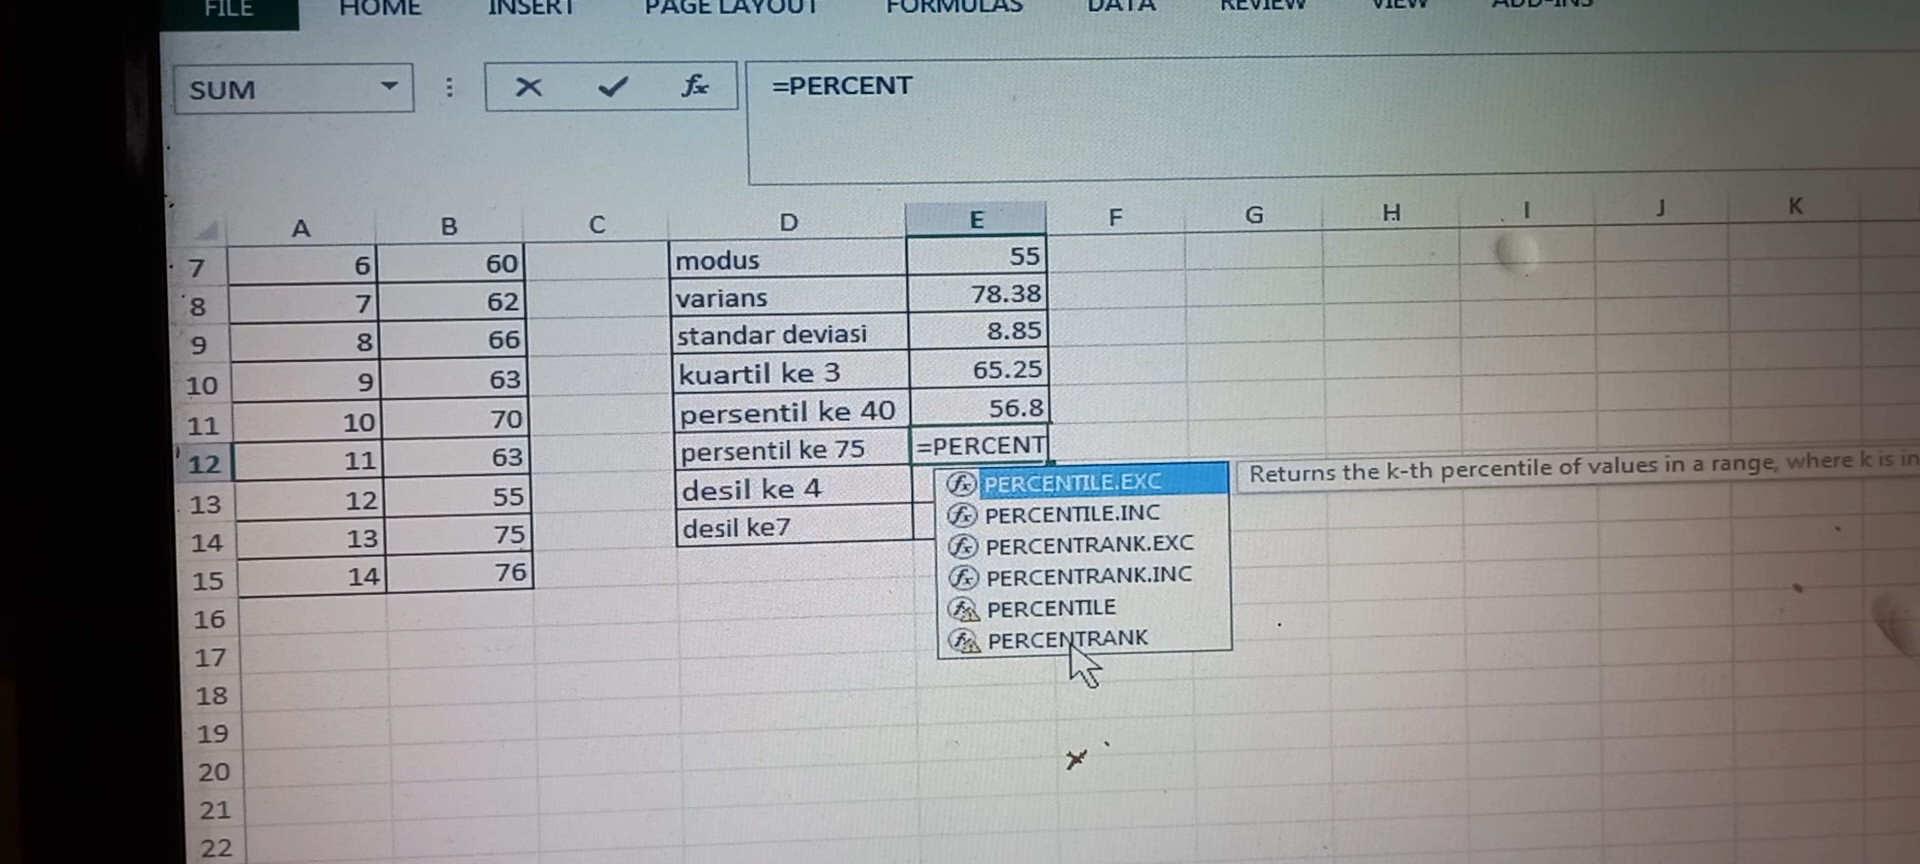 FILE HOME INSERT PAGE LAYOUT FORMULAS DATA REVIEW VIEW ADD-INS
SUM fx =PERCENT
A B C D E F G H I J K
7 6 60 modus 55
8 7 62 varians 78.38
9 8 66 standar deviasi 8.85
10 9 63 kuartil ke 3 65.25
11 10 70 persentil ke 40 56.8
12 11 63 persentil ke 75 =PERCENT
13 12 55 desil ke 4
14 13 75 desil ke7
15 14 76
16
17
18
19
20
21
22
PERCENTILE.EXC Returns the k-th percentile of values in a range, where k is in
PERCENTILE.INC
PERCENTRANK.EXC
PERCENTRANK.INC
PERCENTILE
PERCENTRANK